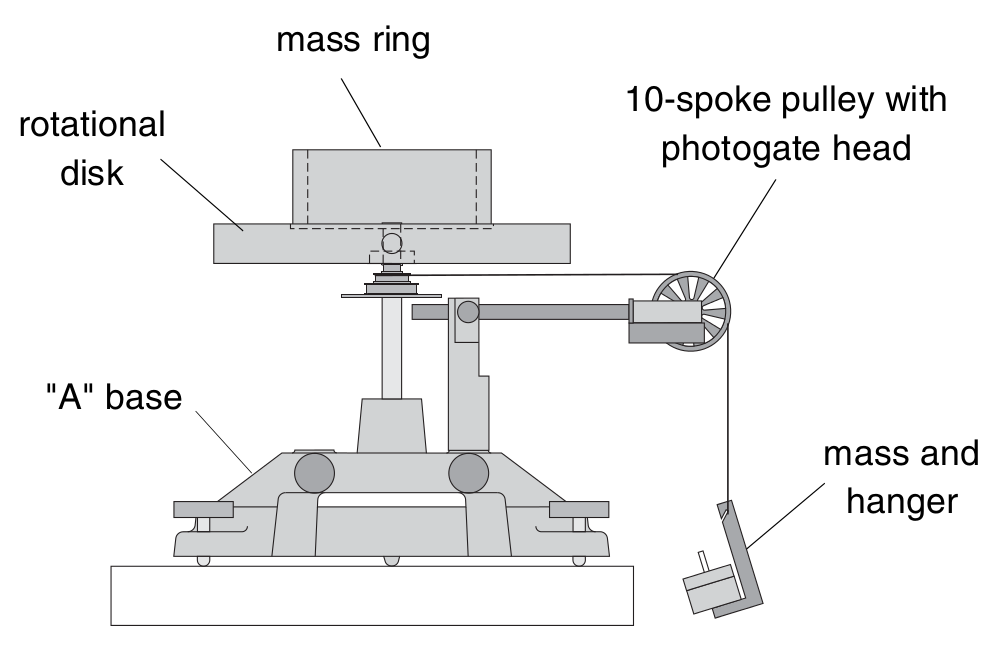 mass ring
10-spoke pulley with
photogate head
rotational
disk
"A" base
mass and
hanger